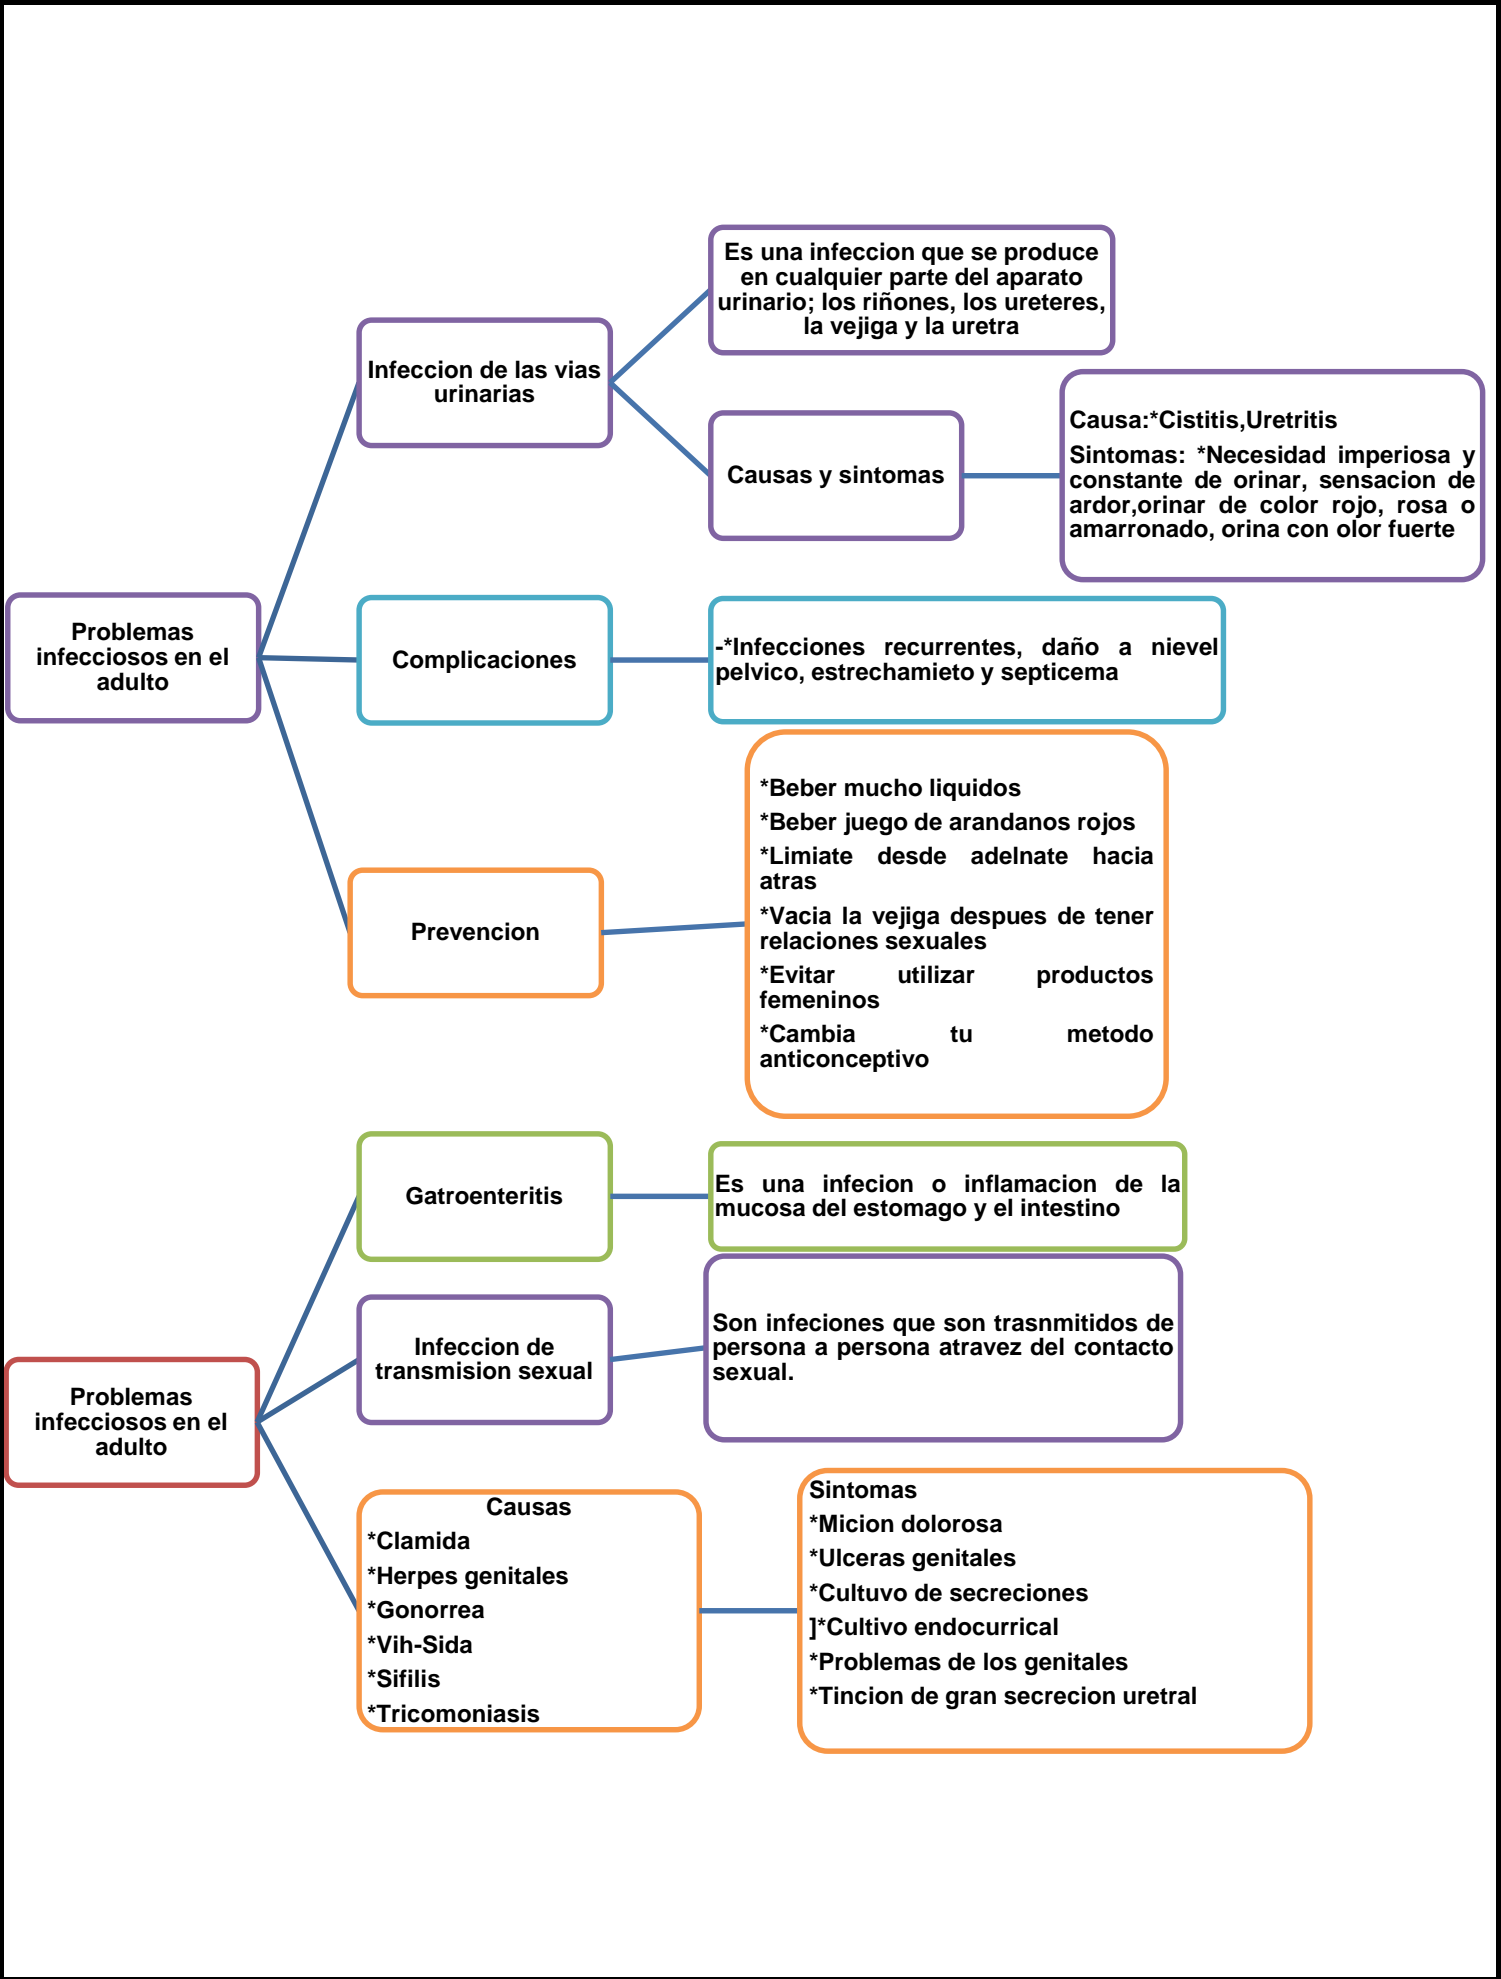 Es una infeccion que se produce
en cualquier parte del aparato
urinario; los riñones, los ureteres,
la vejiga y la uretra
Infeccion de las vias
urinarias
Causas y sintomas
Causa:*Cistitis,Uretritis
Sintomas: *Necesidad imperiosa y
constante de orinar, sensacion de
ardor,orinar de color rojo, rosa o
amarronado, orina con olor fuerte
Problemas
infecciosos en el
adulto
Complicaciones
-*Infecciones recurrentes, daño a nievel
pelvico, estrechamieto y septicema
Prevencion
*Beber mucho liquidos
*Beber juego de arandanos rojos
*Limiate desde adelnate hacia
atras
*Vacia la vejiga despues de tener
relaciones sexuales
*Evitar utilizar productos
femeninos
*Cambia tu metodo
anticonceptivo
Gatroenteritis
Es una infecion o inflamacion de la
mucosa del estomago y el intestino
Infeccion de
transmision sexual
Son infeciones que son trasnmitidos de
persona a persona atravez del contacto
sexual.
Problemas
infecciosos en el
adulto
Causas
*Clamida
*Herpes genitales
*Gonorrea
*Vih-Sida
*Sifilis
*Tricomoniasis
Sintomas
*Micion dolorosa
*Ulceras genitales
*Cultuvo de secreciones
]*Cultivo endocurrical
*Problemas de los genitales
*Tincion de gran secrecion uretral